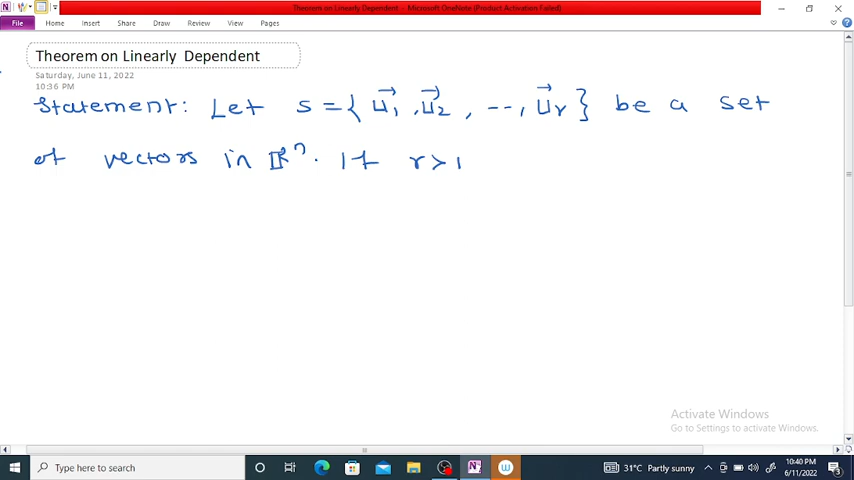 Theorem on Linearly Dependent - Microsoft OneNote (Product Activation Failed)
File Home Insert Draw Share Review View Pages
Theorem on Linearly Dependent
Saturday, June 11, 2022
10:36 PM
Statement: Let s = { u⃗₁ , u⃗₂ , --, u⃗ᵣ } be a set
of vectors in ℝⁿ. If r > 1
Activate Windows
Go to Settings to activate Windows.
Type here to search
31°C Partly sunny
10:40 PM
6/11/2022
3